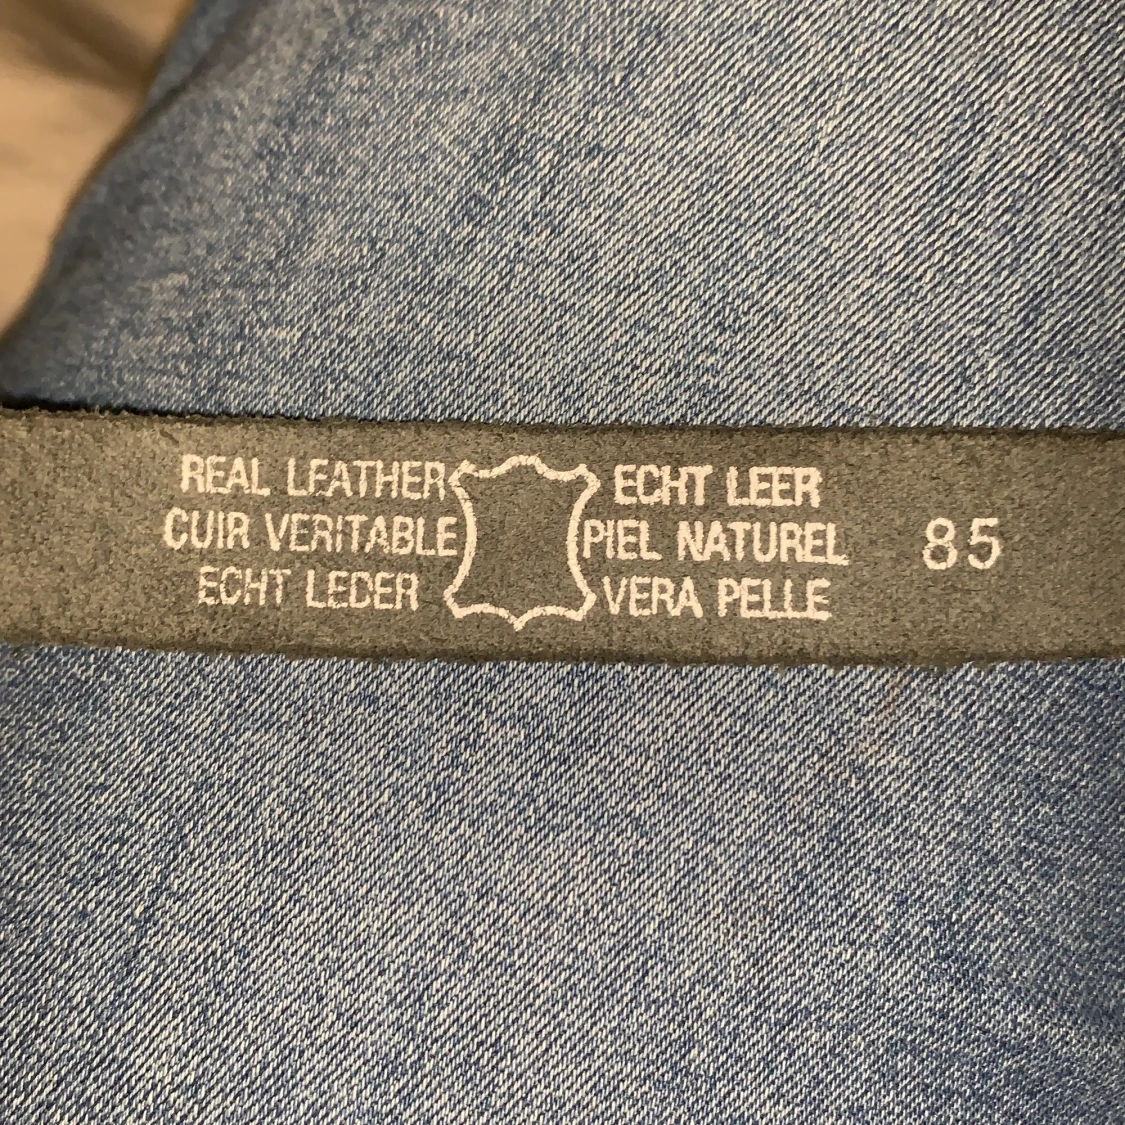 REAL LEATHER
CUIR VERITABLE
ECHT LEDER
ECHT LEER
PIEL NATUREL
VERA PELLE
85